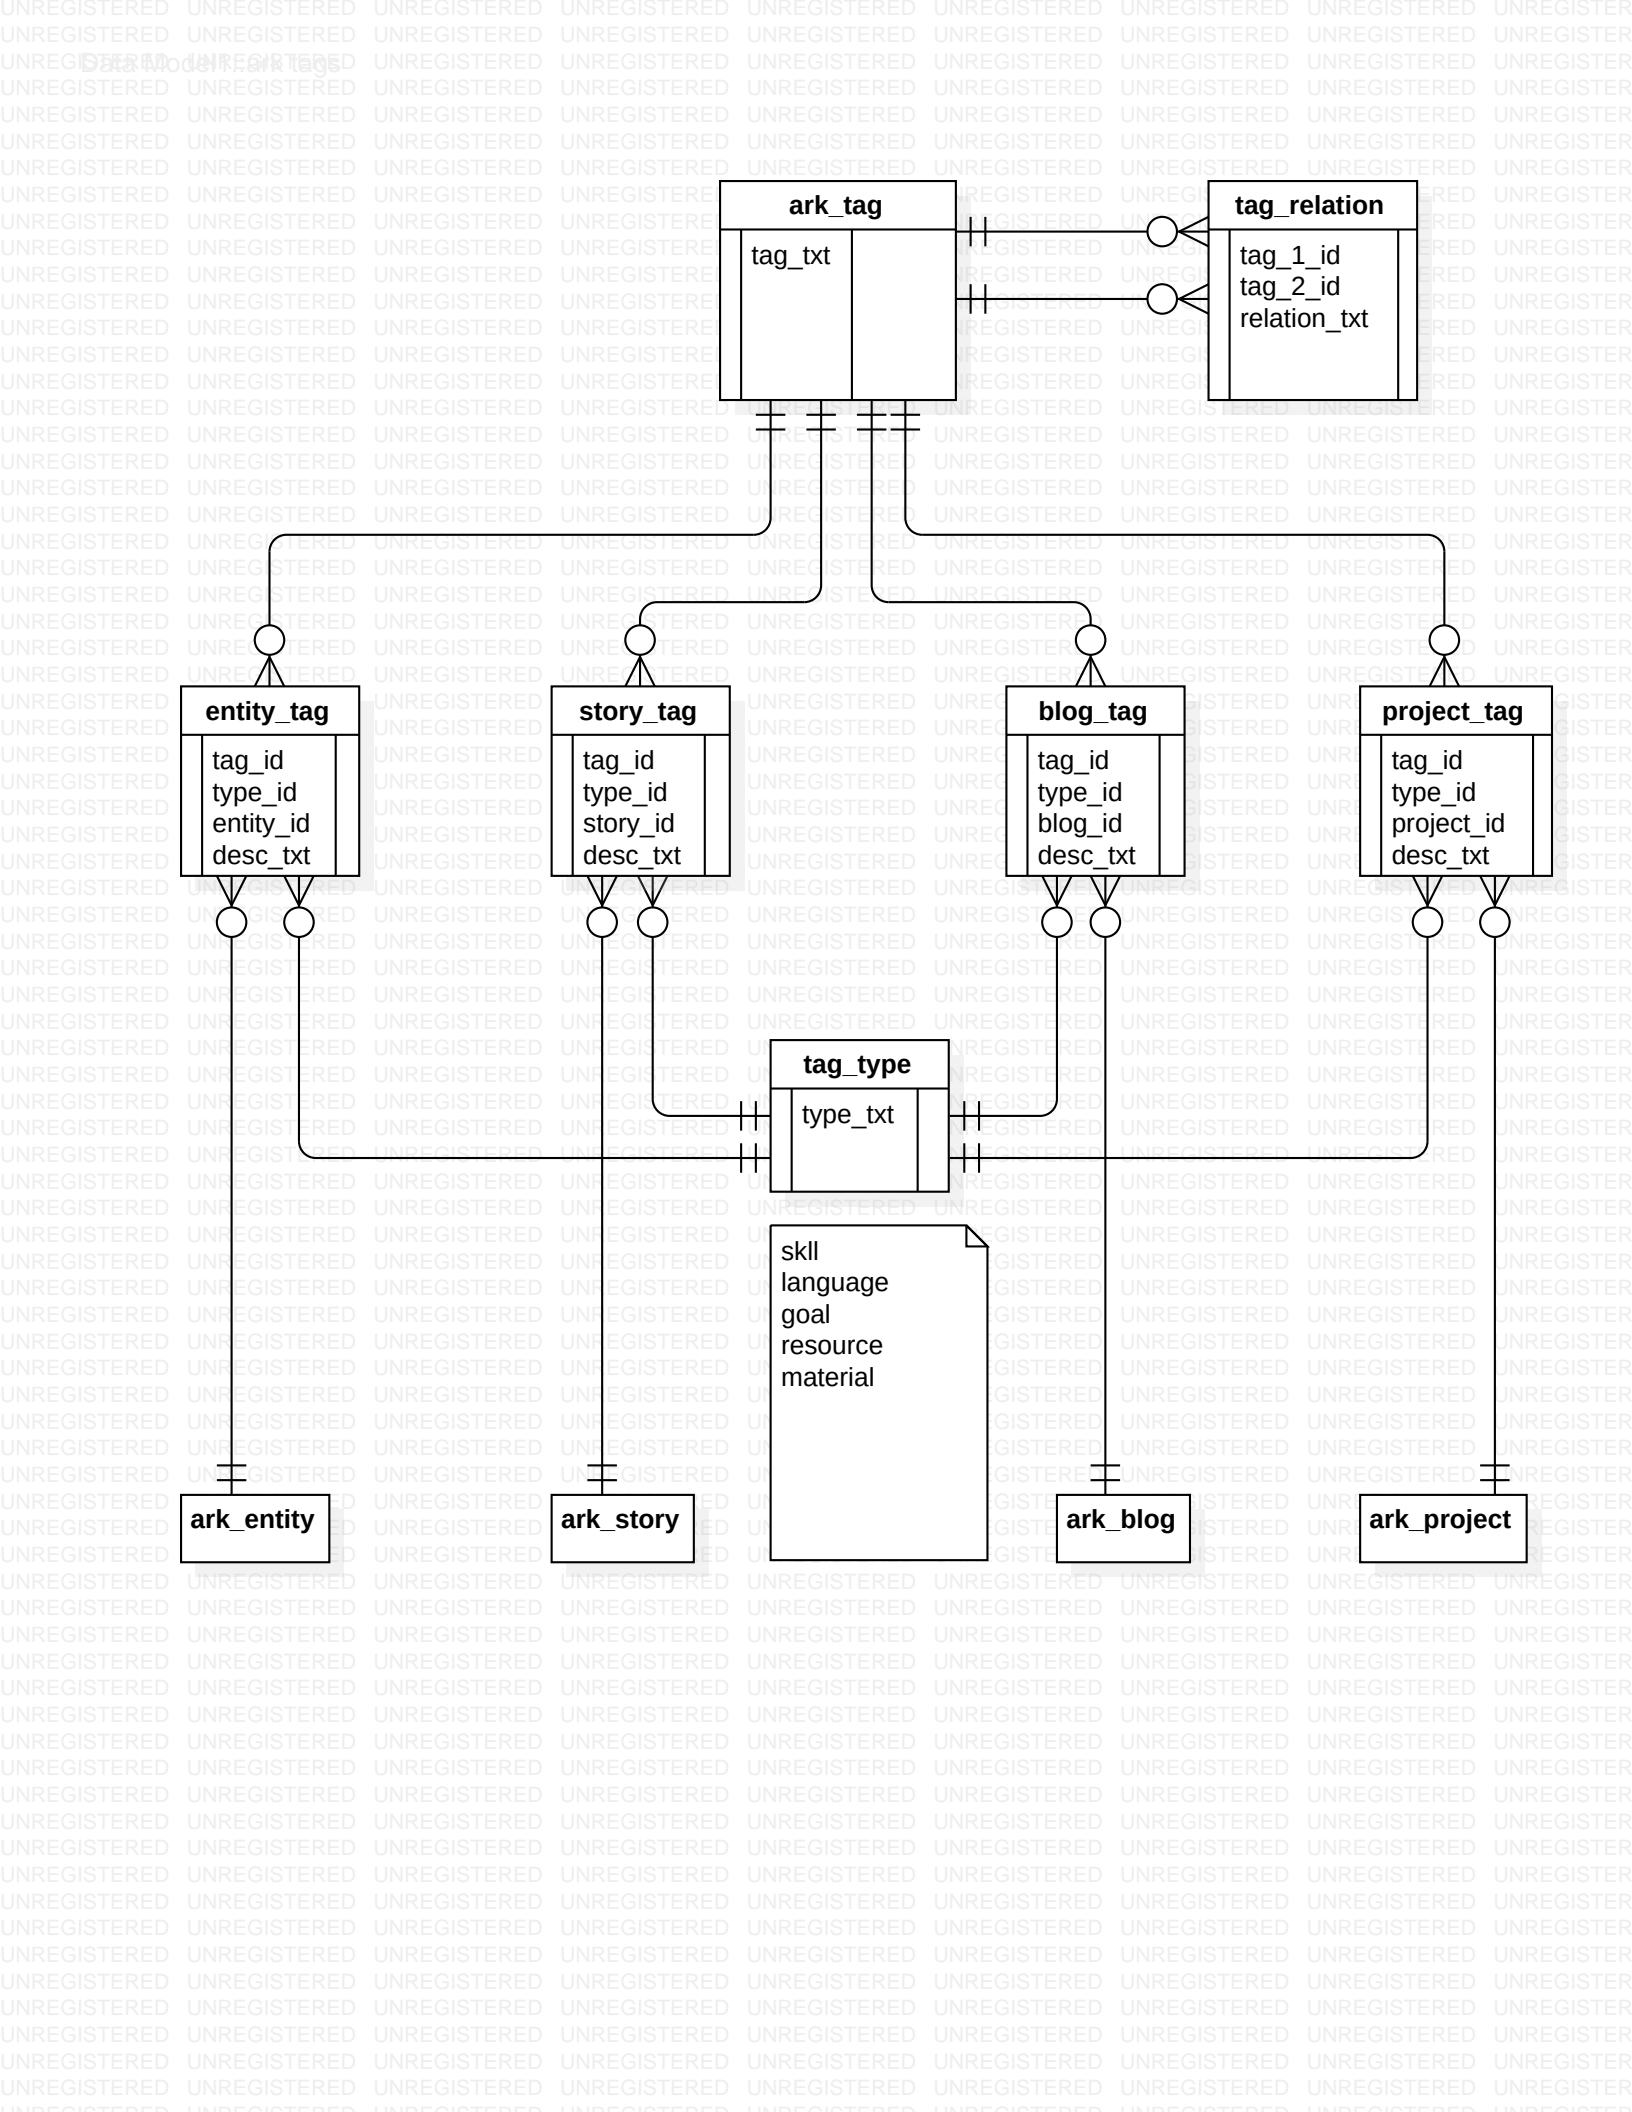 Data Model1::ark tags
ark_tag
tag_txt
tag_relation
tag_1_id
tag_2_id
relation_txt
entity_tag
tag_id
type_id
entity_id
desc_txt
story_tag
tag_id
type_id
story_id
desc_txt
blog_tag
tag_id
type_id
blog_id
desc_txt
project_tag
tag_id
type_id
project_id
desc_txt
tag_type
type_txt
skll
language
goal
resource
material
ark_entity
ark_story
ark_blog
ark_project
UNREGISTERED